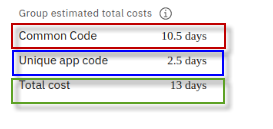 Group estimated total costs
Common Code 10.5 days
Unique app code 2.5 days
Total cost 13 days